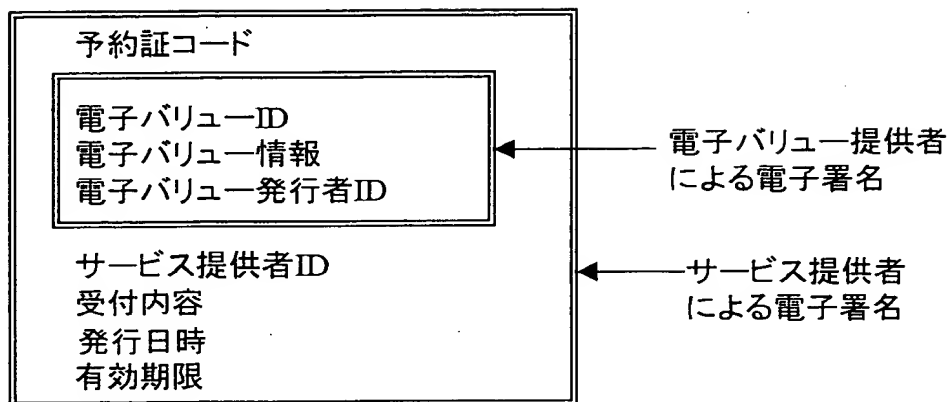 予約証コード
電子バリューID
電子バリュー情報
電子バリュー発行者ID
電子バリュー提供者
による電子署名
サービス提供者ID
受付内容
発行日時
有効期限
サービス提供者
による電子署名